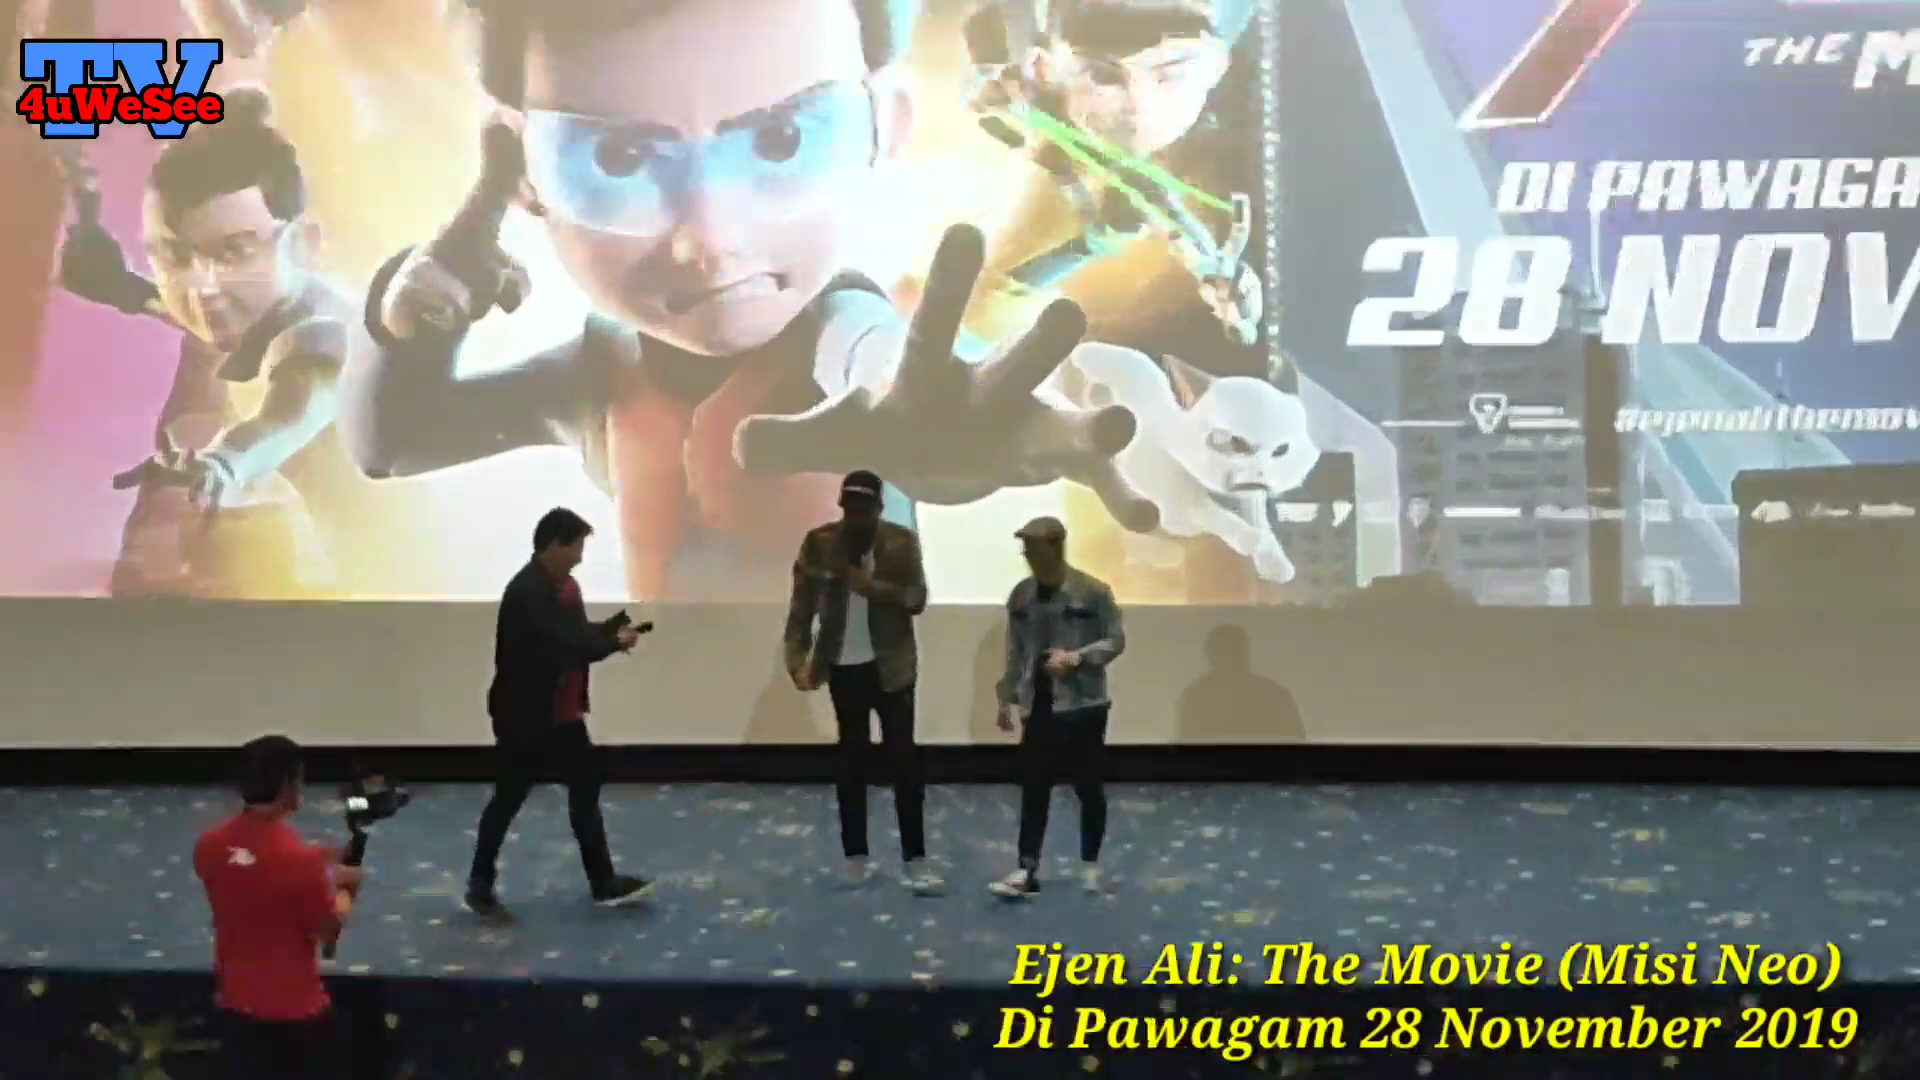 TV
4uWeSee
THE M
DI PAWAGA
28 NOV
Ejen Ali: The Movie (Misi Neo)
Di Pawagam 28 November 2019